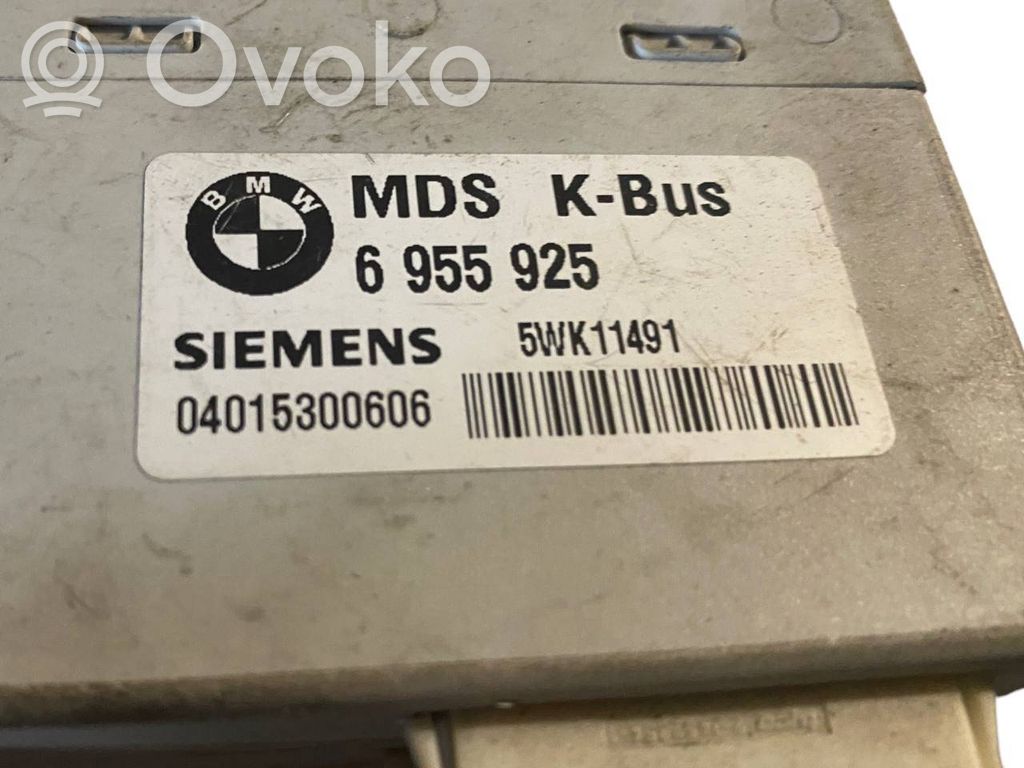 Ovoko
BMW
MDS K-Bus
6 955 925
SIEMENS 5WK11491
04015300606